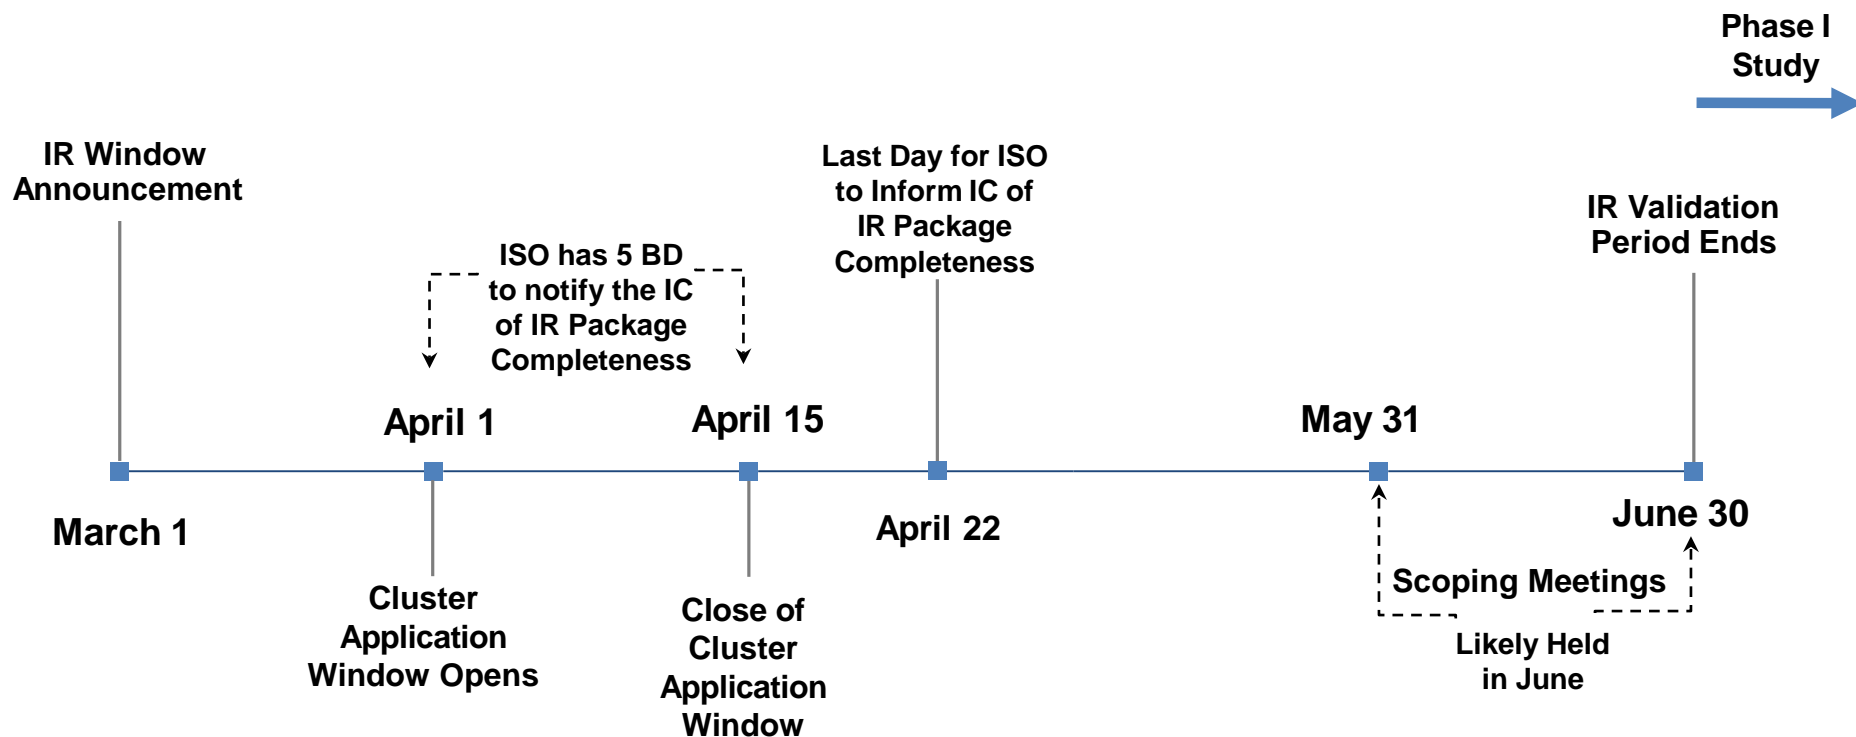 Phase I
Study
IR Window
Announcement
Last Day for ISO
to Inform IC of
IR Package
Completeness
IR Validation
Period Ends
ISO has 5 BD
to notify the IC
of IR Package
Completeness
April 1
April 15
May 31
March 1
April 22
June 30
Cluster
Application
Window Opens
Close of
Cluster
Application
Window
Scoping Meetings
Likely Held
in June